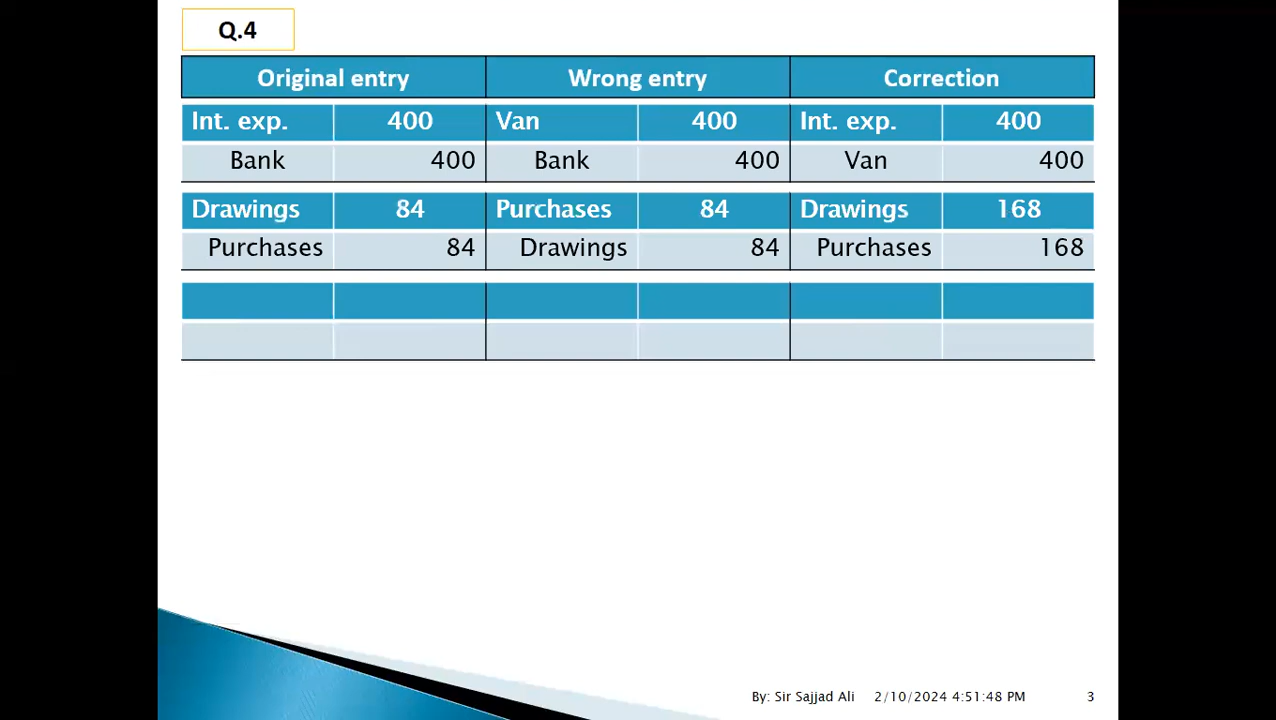 Q.4
Original entry Wrong entry Correction
Int. exp. 400 Van 400 Int. exp. 400
Bank 400 Bank 400 Van 400
Drawings 84 Purchases 84 Drawings 168
Purchases 84 Drawings 84 Purchases 168
By: Sir Sajjad Ali 2/10/2024 4:51:48 PM 3